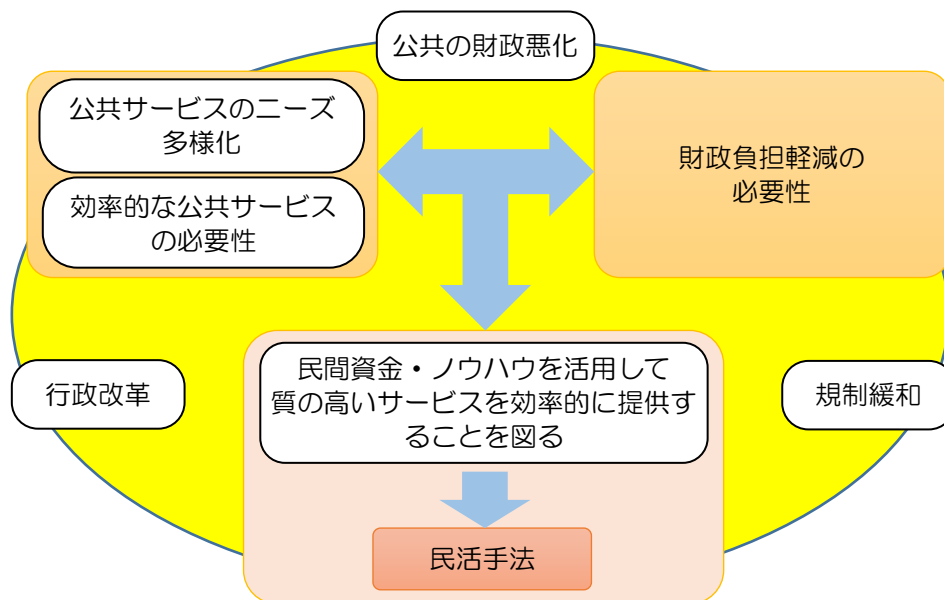 公共の財政悪化
公共サービスのニーズ
多様化
効率的な公共サービス
の必要性
財政負担軽減の
必要性
行政改革
民間資金・ノウハウを活用して
質の高いサービスを効率的に提供す
ることを図る
規制緩和
民活手法